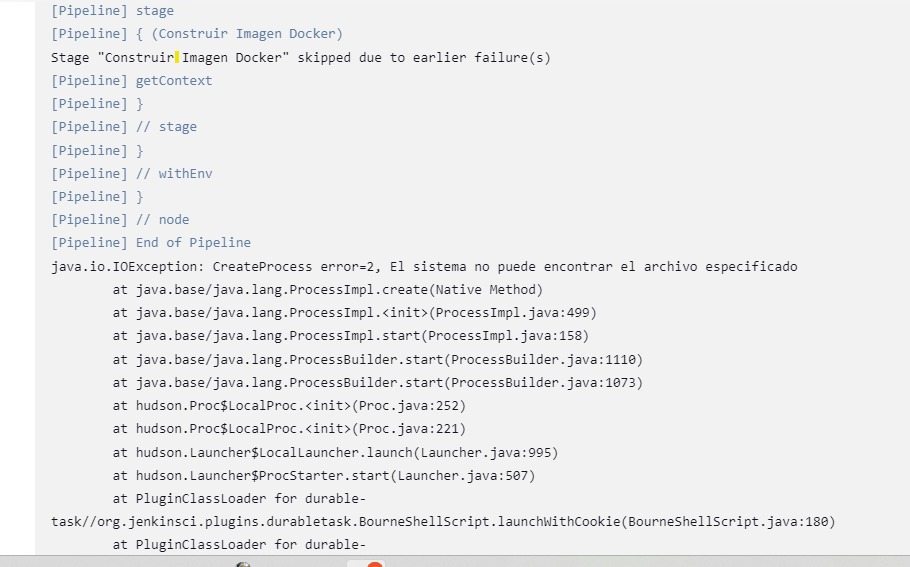 [Pipeline] stage
[Pipeline] { (Construir Imagen Docker)
Stage "Construir Imagen Docker" skipped due to earlier failure(s)
[Pipeline] getContext
[Pipeline] }
[Pipeline] // stage
[Pipeline] }
[Pipeline] // withEnv
[Pipeline] }
[Pipeline] // node
[Pipeline] End of Pipeline
java.io.IOException: CreateProcess error=2, El sistema no puede encontrar el archivo especificado
	at java.base/java.lang.ProcessImpl.create(Native Method)
	at java.base/java.lang.ProcessImpl.<init>(ProcessImpl.java:499)
	at java.base/java.lang.ProcessImpl.start(ProcessImpl.java:158)
	at java.base/java.lang.ProcessBuilder.start(ProcessBuilder.java:1110)
	at java.base/java.lang.ProcessBuilder.start(ProcessBuilder.java:1073)
	at hudson.Proc$LocalProc.<init>(Proc.java:252)
	at hudson.Proc$LocalProc.<init>(Proc.java:221)
	at hudson.Launcher$LocalLauncher.launch(Launcher.java:995)
	at hudson.Launcher$ProcStarter.start(Launcher.java:507)
	at PluginClassLoader for durable-
task//org.jenkinsci.plugins.durabletask.BourneShellScript.launchWithCookie(BourneShellScript.java:180)
	at PluginClassLoader for durable-